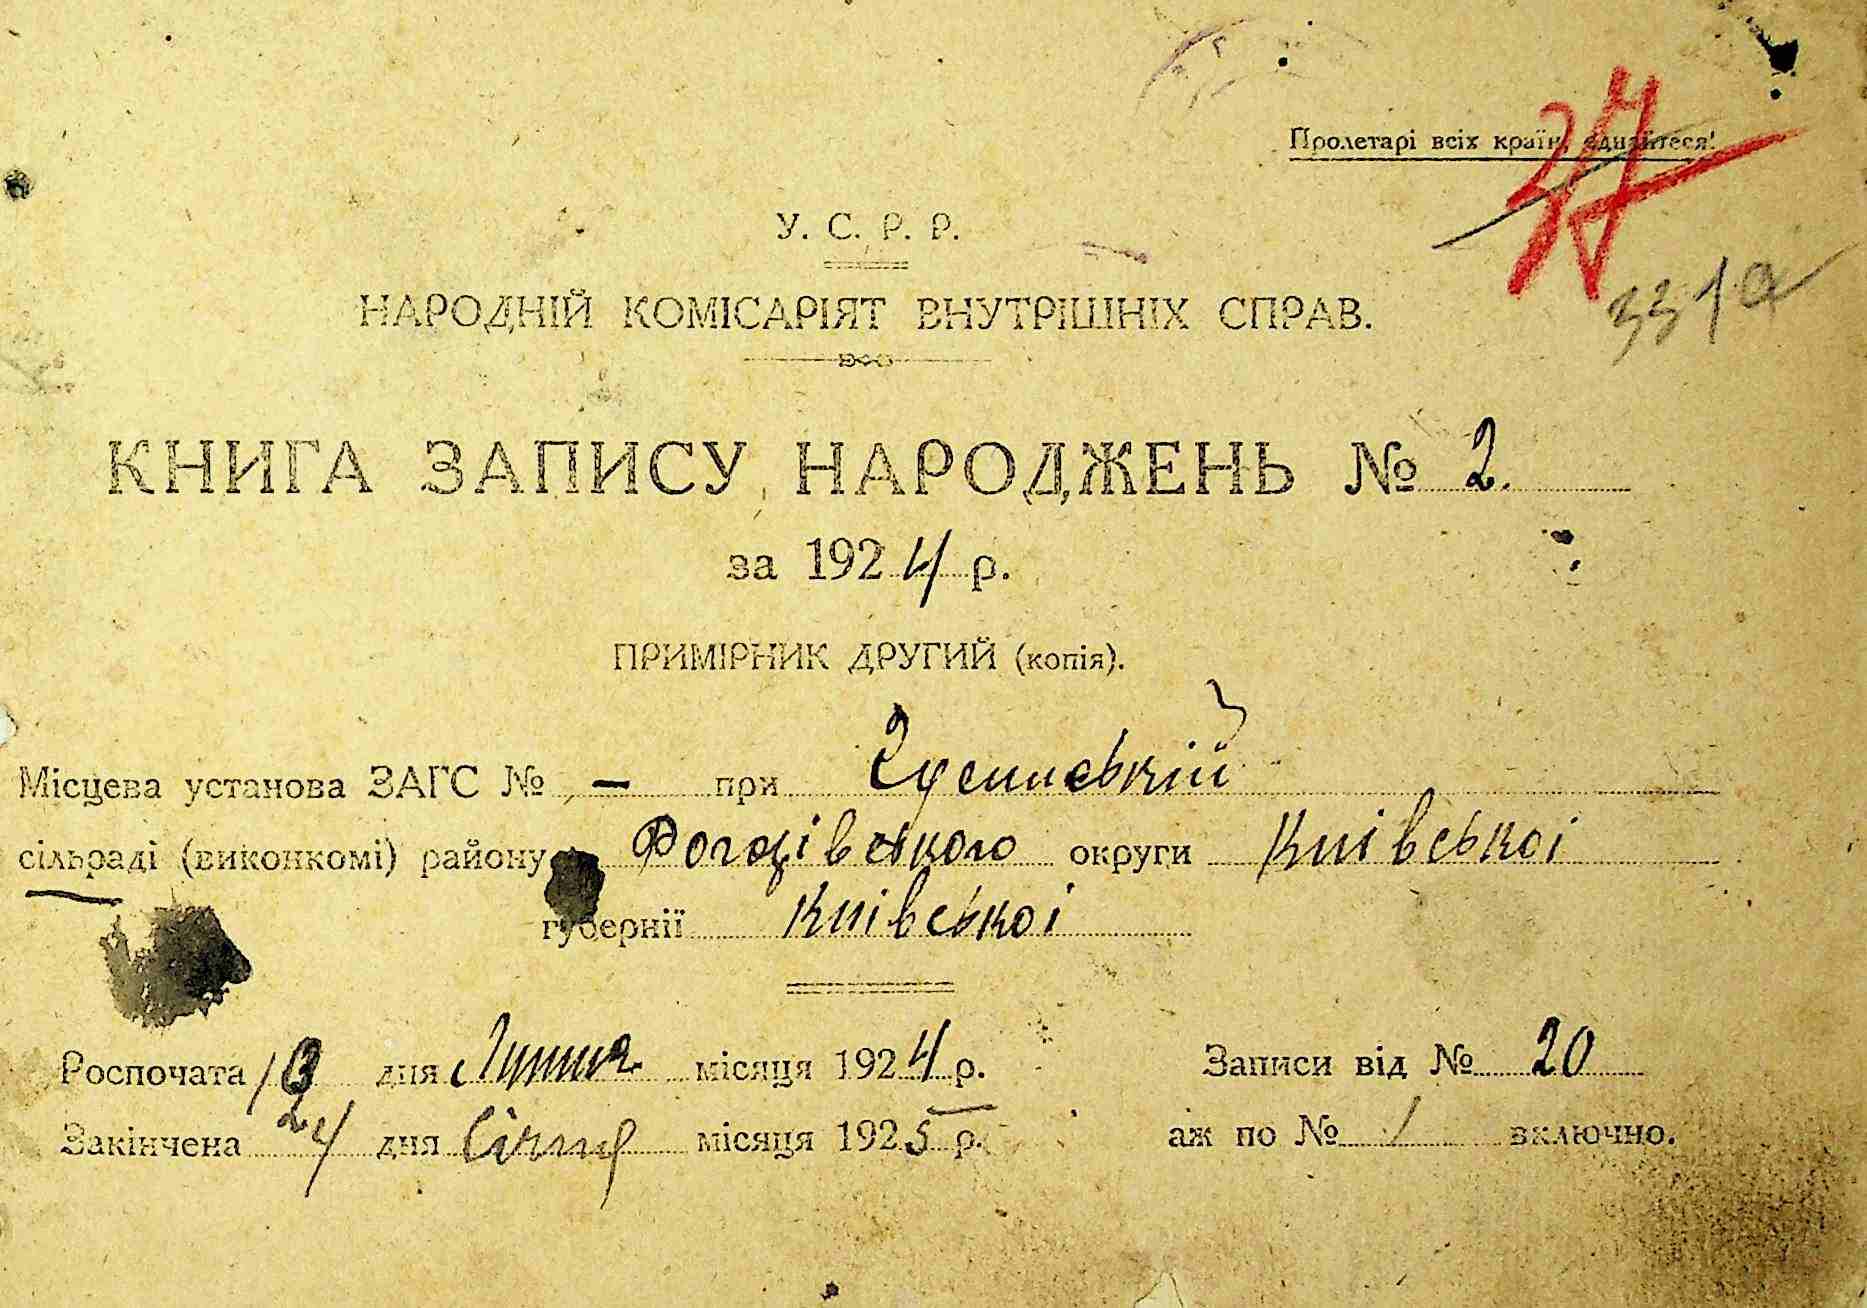 Пролетарі всіх країн, єднайтеся!
37
331а
У. С. Р. Р.
НАРОДНІЙ КОМІСАРІЯТ ВНУТРІШНІХ СПРАВ.
КНИГА ЗАПИСУ НАРОДЖЕНЬ № 2.
за 1924 р.
ПРИМІРНИК ДРУГИЙ (копія).
Місцева установа ЗАГС № — при
сільраді (виконкомі) району округи Київської
губернії Київської
Роспочата дня Липня місяця 1924 р. Записи від № 20
Закінчена 24 дня Січня місяця 1925 р. аж по № 1 включно.